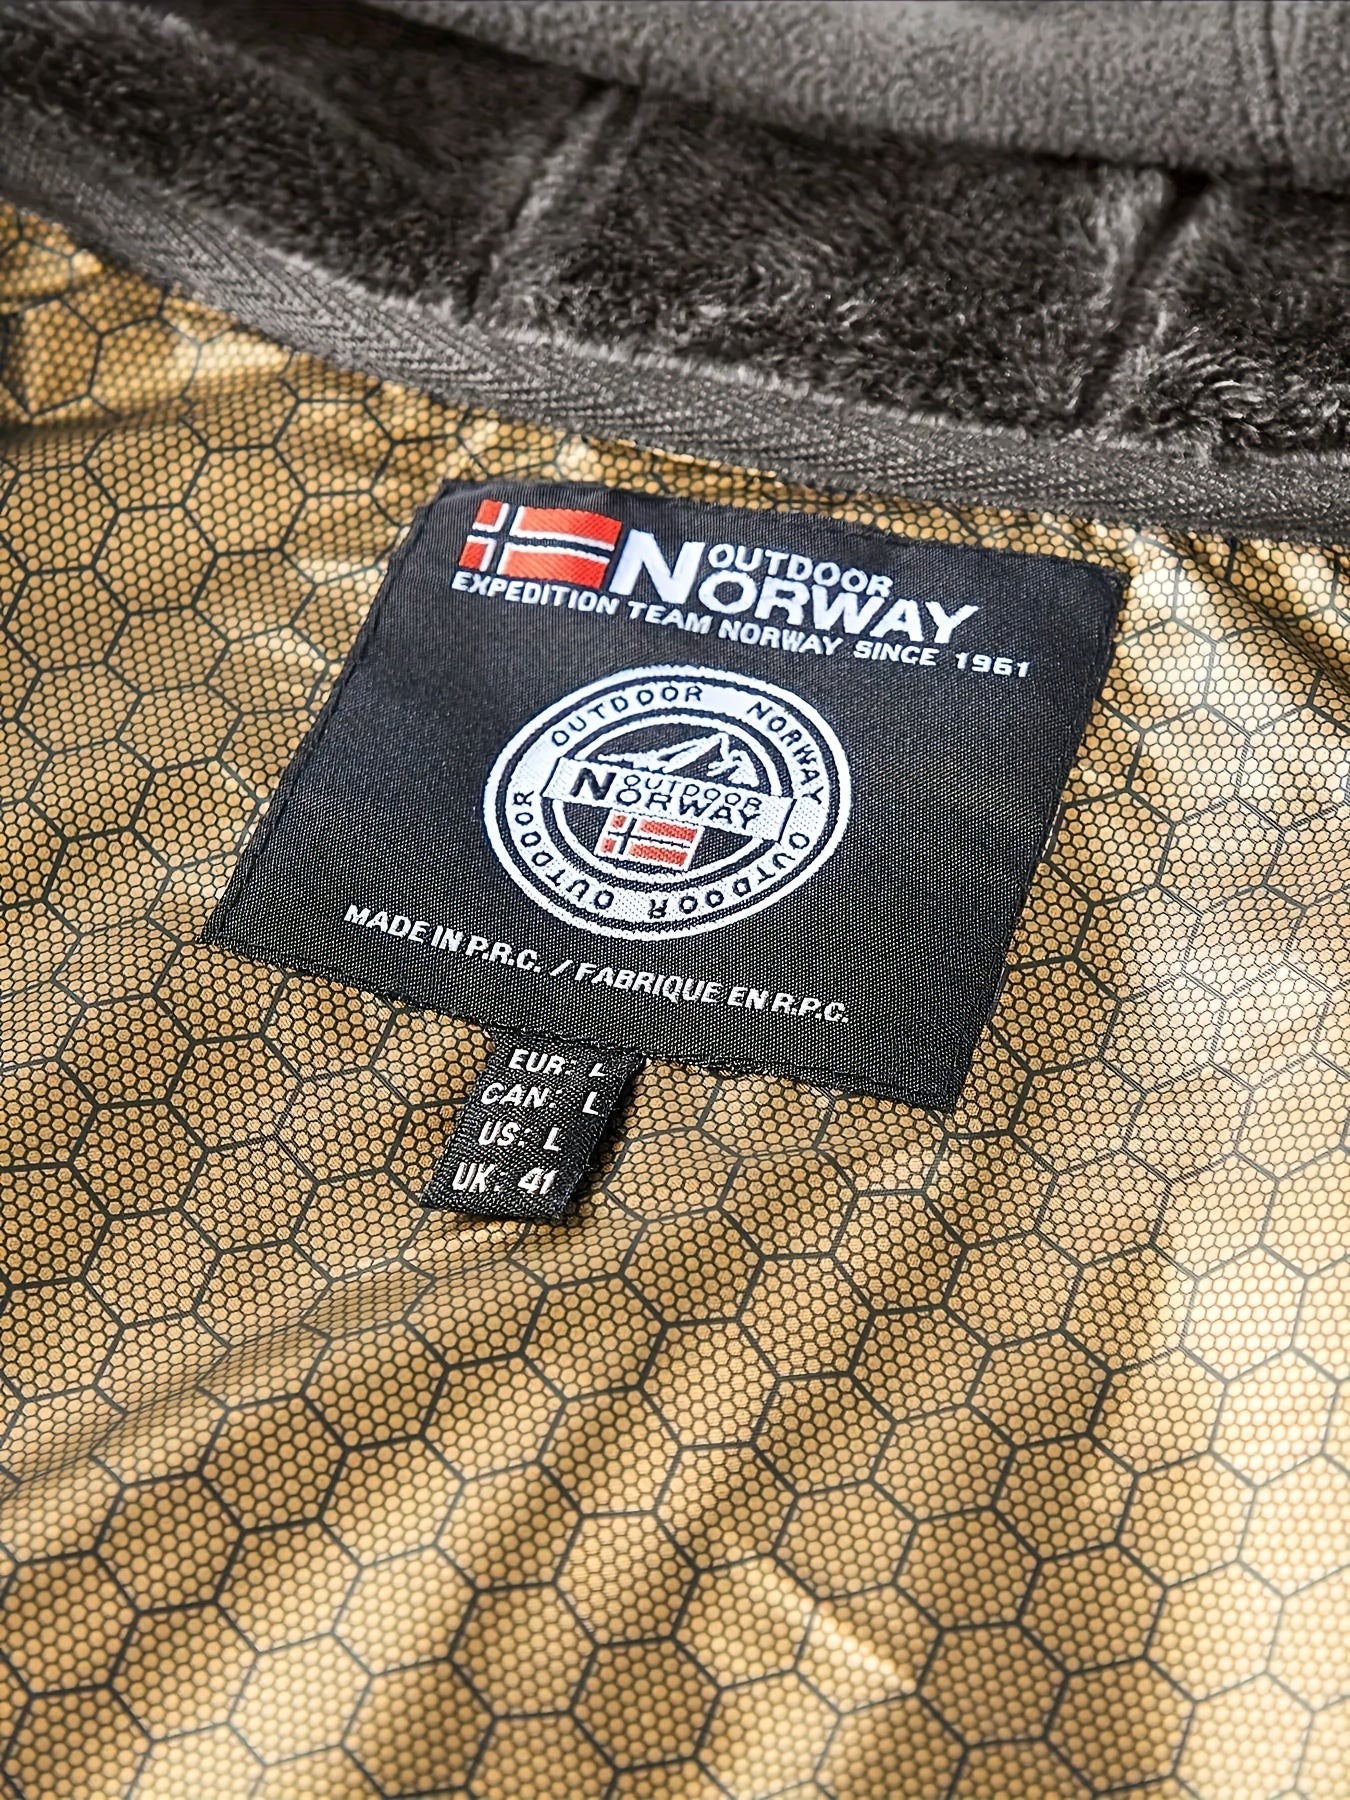 OUTDOOR
NORWAY
EXPEDITION TEAM NORWAY SINCE 1961
OUTDOOR NORWAY OUTDOOR OUTDOOR
OUTDOOR
NORWAY
MADE IN P.R.C. / FABRIQUE EN R.P.C.
EUR: L
CAN: L
US: L
UK: 41